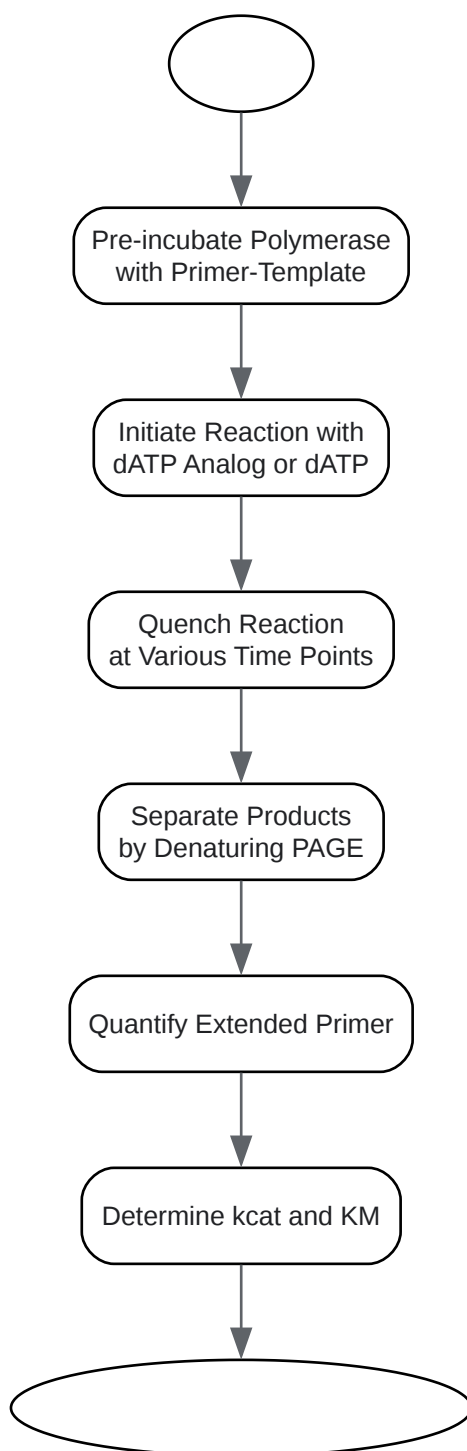 Pre-incubate Polymerase
with Primer-Template
Initiate Reaction with
dATP Analog or dATP
Quench Reaction
at Various Time Points
Separate Products
by Denaturing PAGE
Quantify Extended Primer
Determine kcat and KM